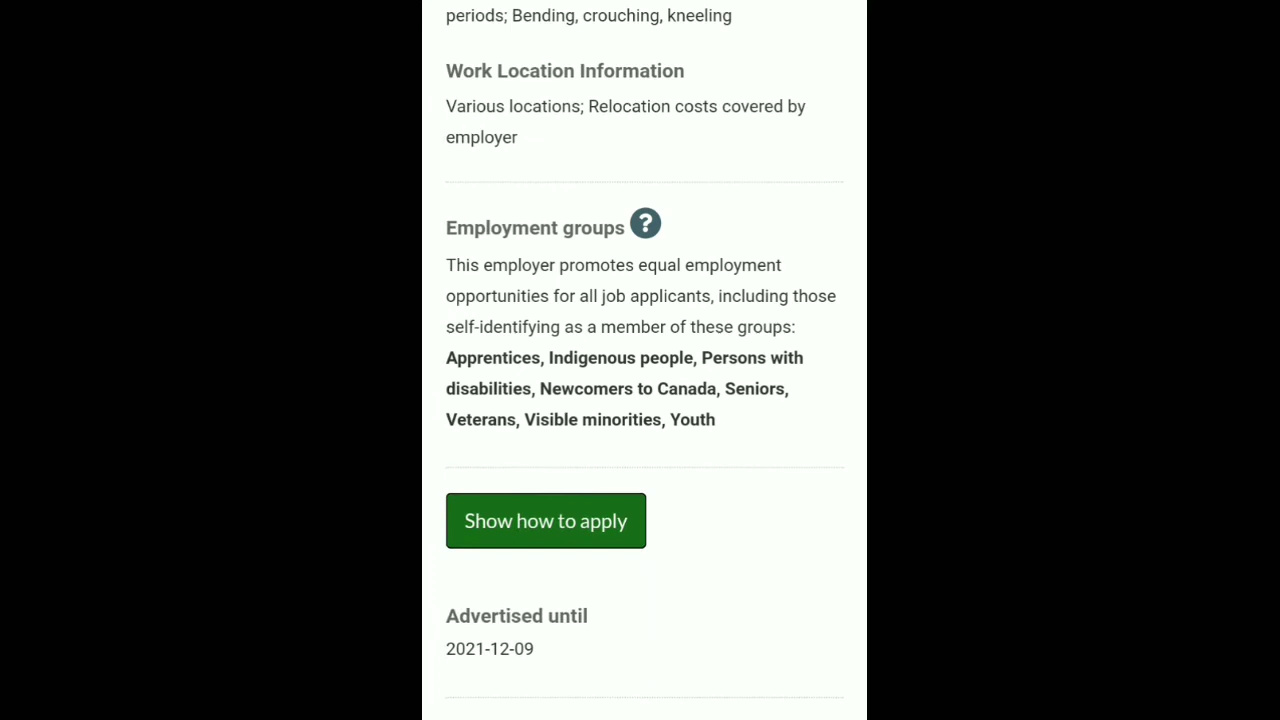 periods; Bending, crouching, kneeling
Work Location Information
Various locations; Relocation costs covered by
employer
Employment groups ?
This employer promotes equal employment
opportunities for all job applicants, including those
self-identifying as a member of these groups:
Apprentices, Indigenous people, Persons with
disabilities, Newcomers to Canada, Seniors,
Veterans, Visible minorities, Youth
Show how to apply
Advertised until
2021-12-09